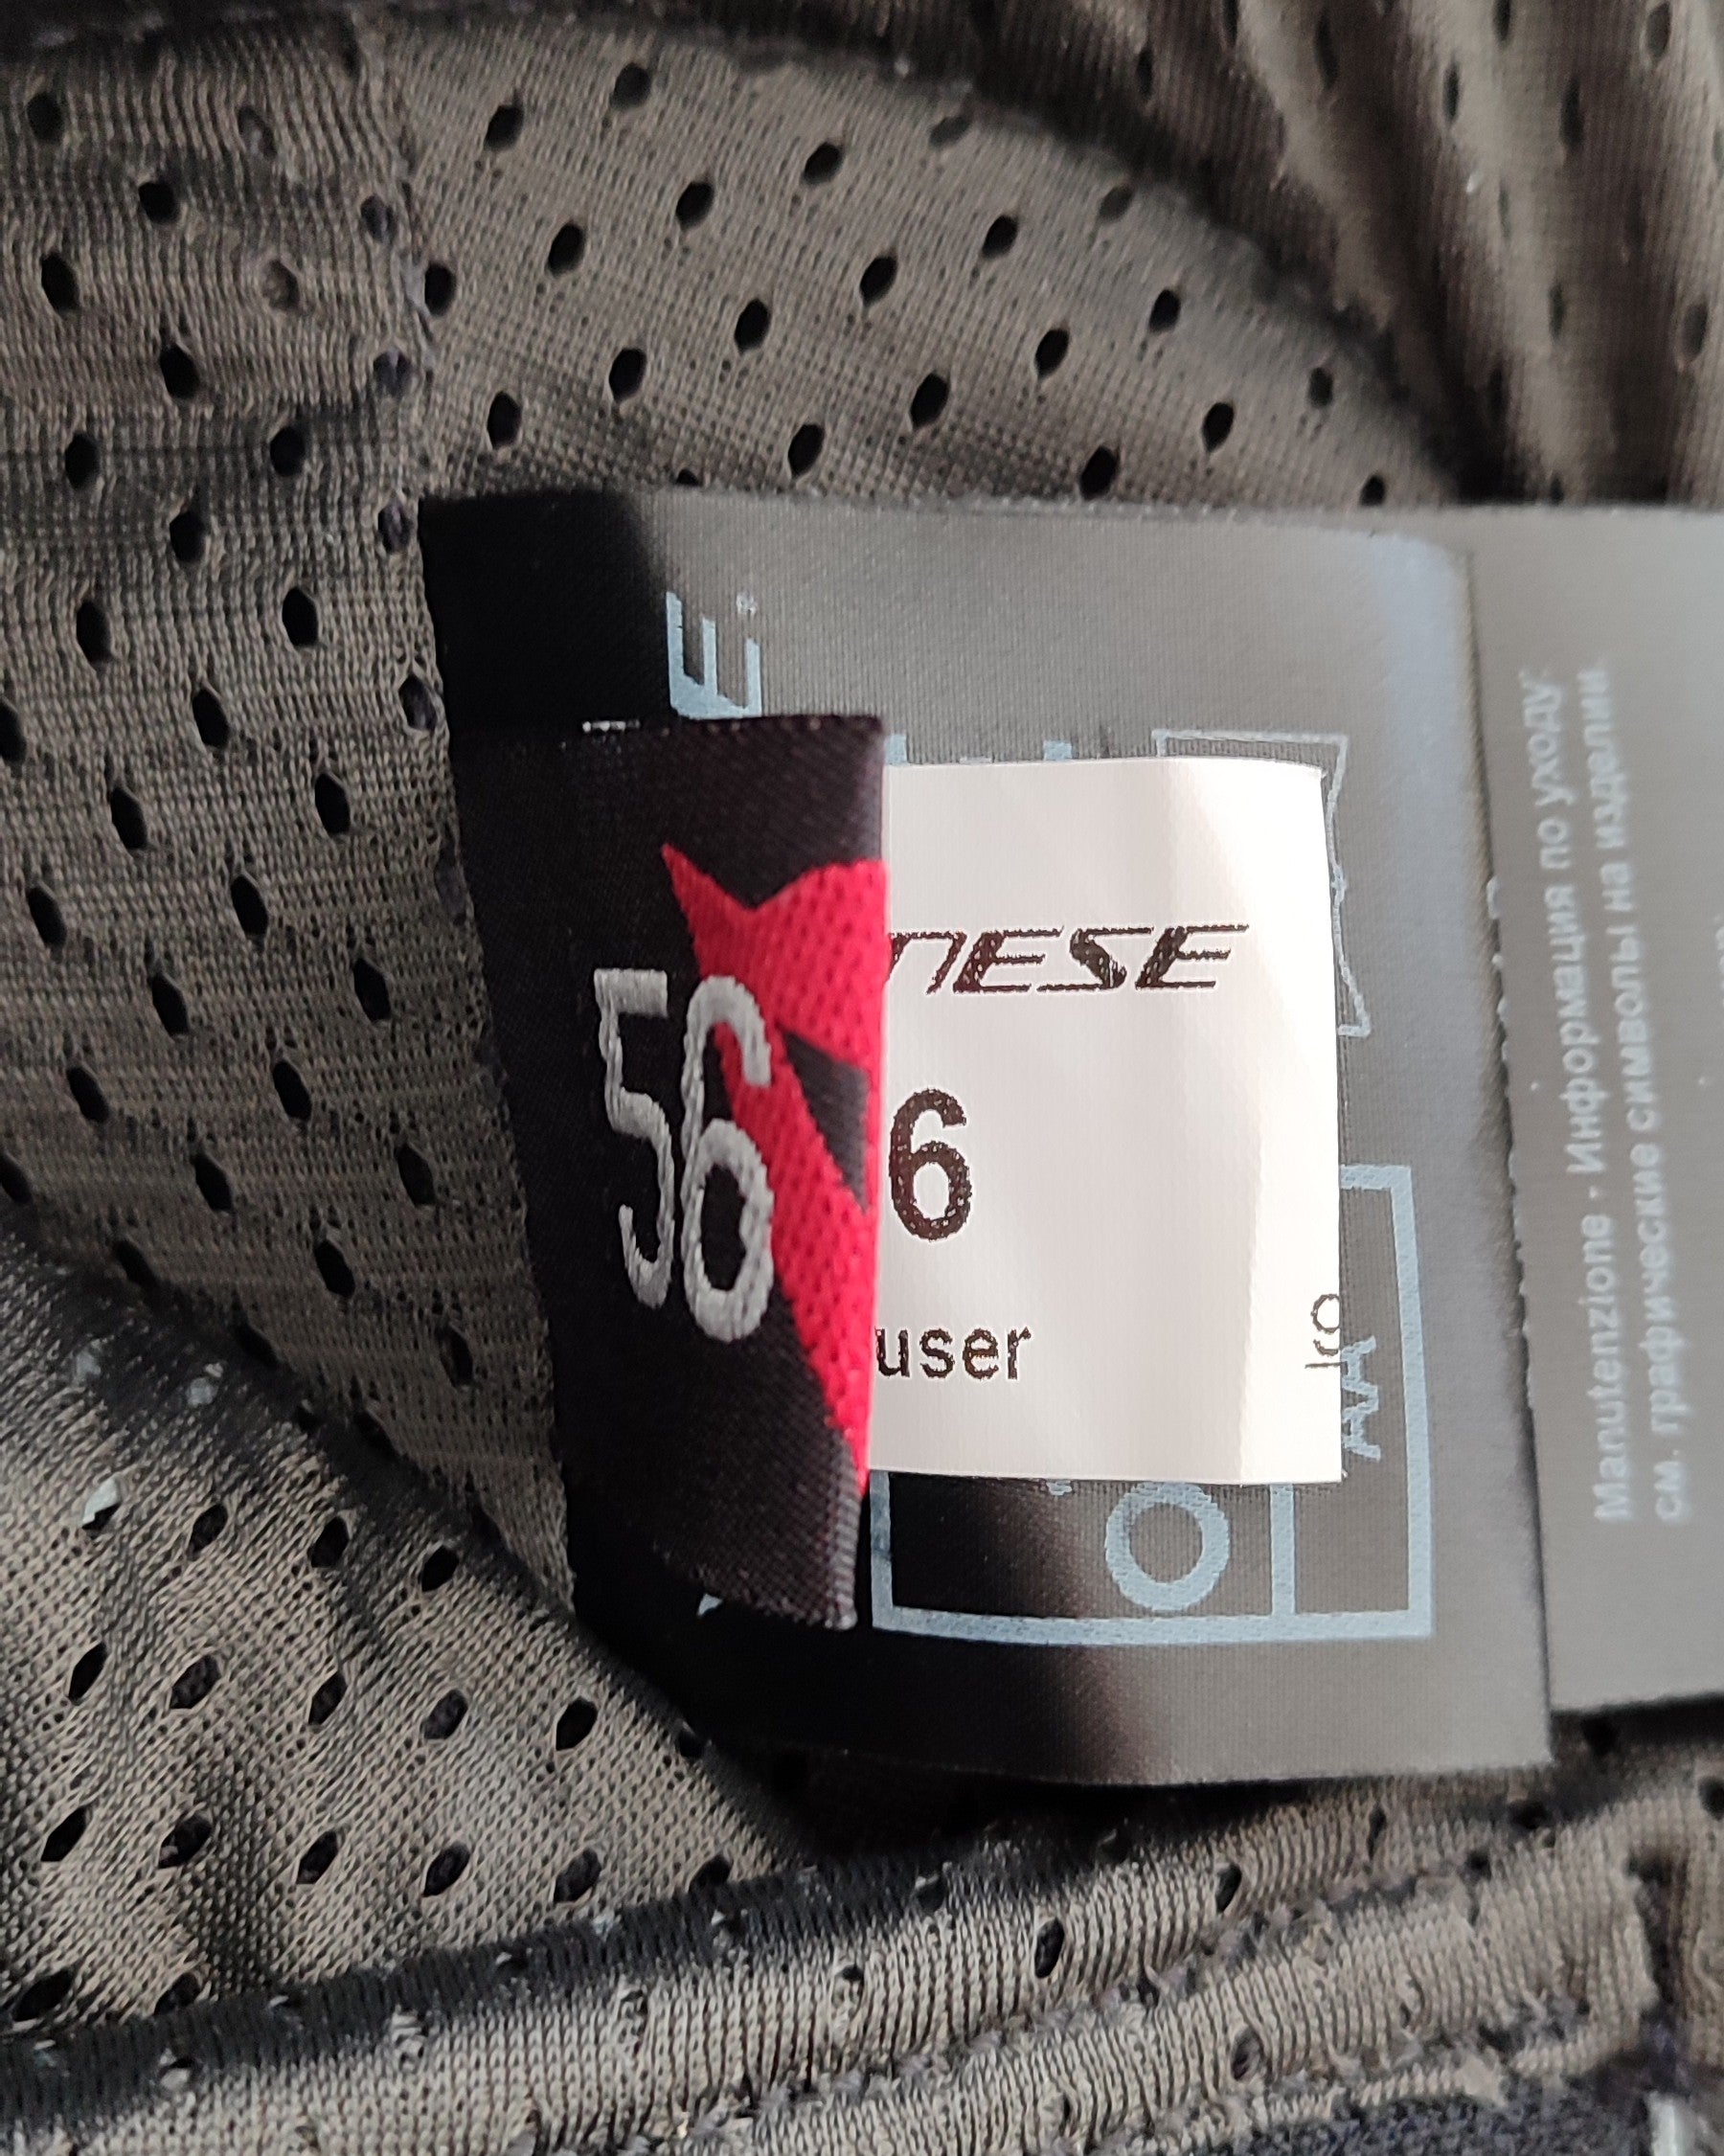 56
NESE
6
user
Manutenzione - Информация по уходу:
см. графические символы на изделии